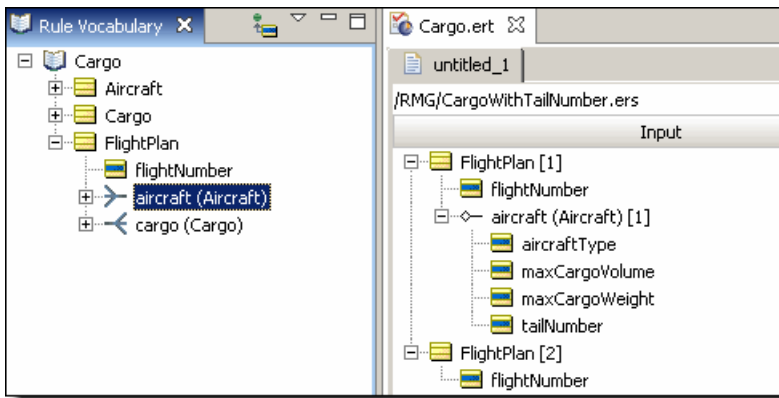 Rule Vocabulary
Cargo
Aircraft
Cargo
FlightPlan
flightNumber
aircraft (Aircraft)
cargo (Cargo)
Cargo.ert
untitled_1
/RMG/CargoWithTailNumber.ers
Input
FlightPlan [1]
flightNumber
aircraft (Aircraft) [1]
aircraftType
maxCargoVolume
maxCargoWeight
tailNumber
FlightPlan [2]
flightNumber